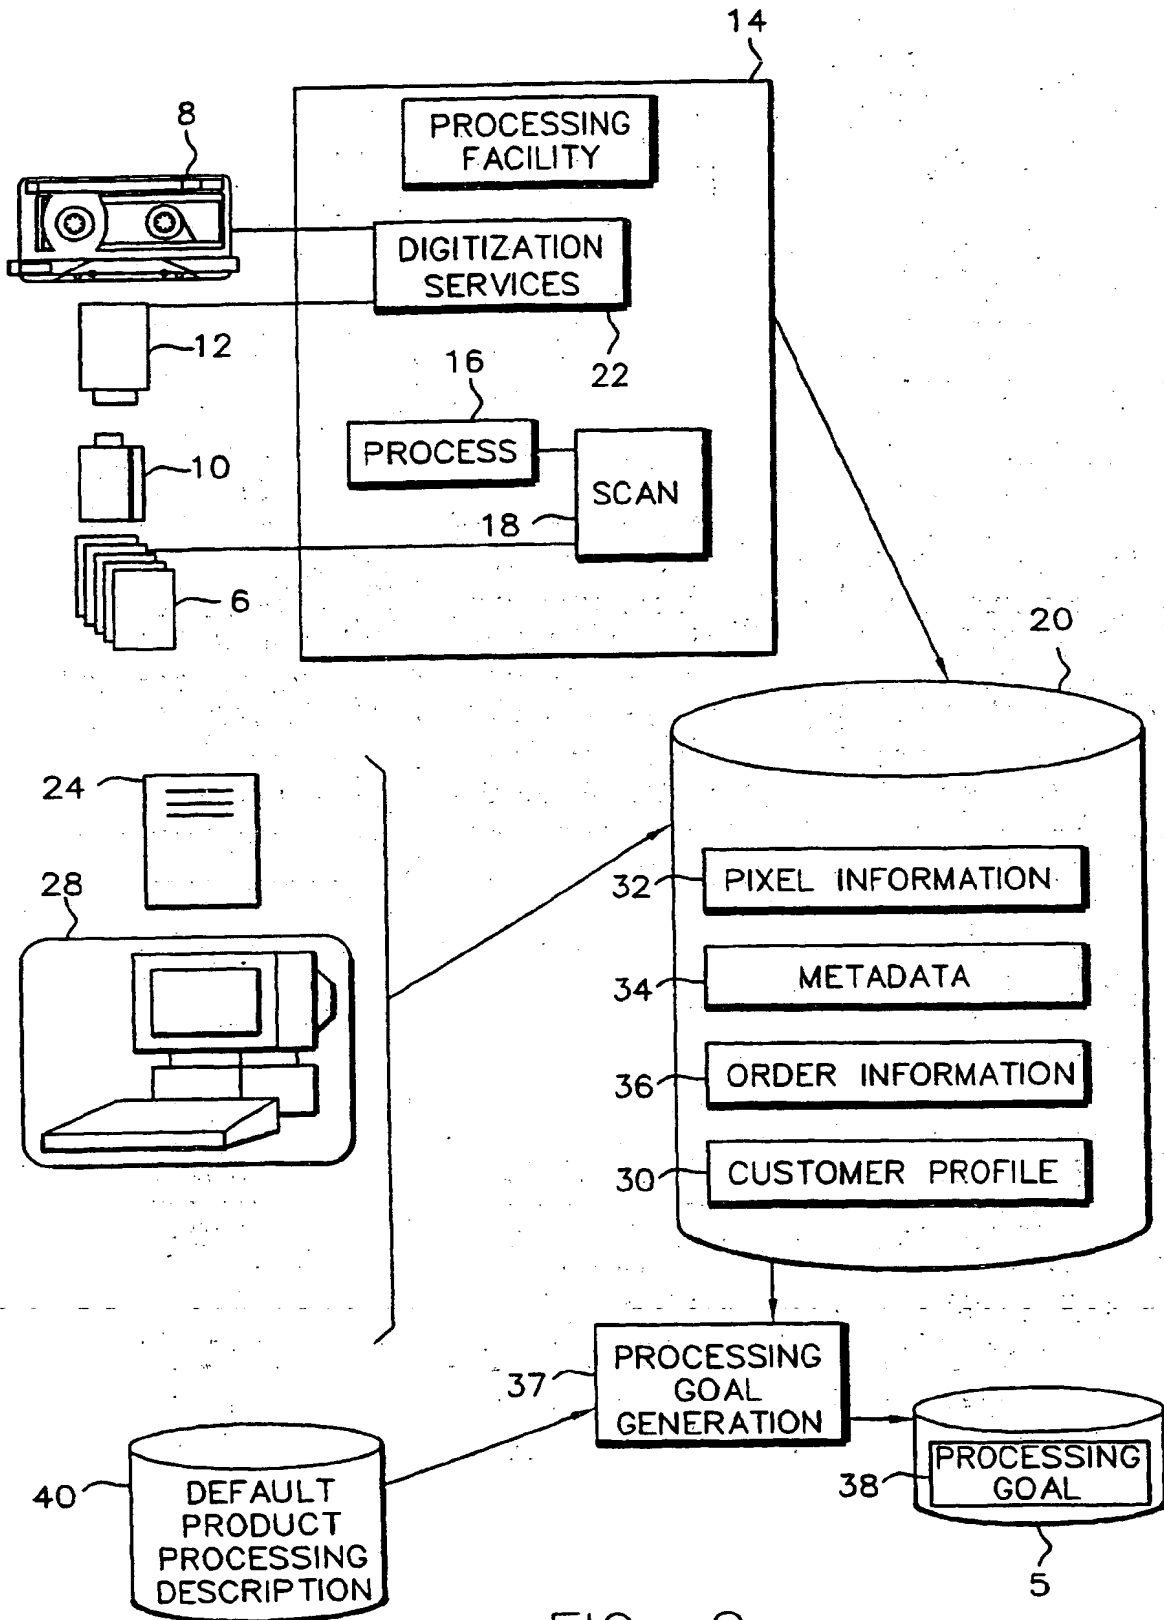 14
8
PROCESSING
FACILITY
DIGITIZATION
SERVICES
12
22
16
10
PROCESS
SCAN
18
6
20
24
28
32
PIXEL INFORMATION
34
METADATA
36
ORDER INFORMATION
30
CUSTOMER PROFILE
37
PROCESSING
GOAL
GENERATION
40
DEFAULT
PRODUCT
PROCESSING
DESCRIPTION
38
PROCESSING
GOAL
5